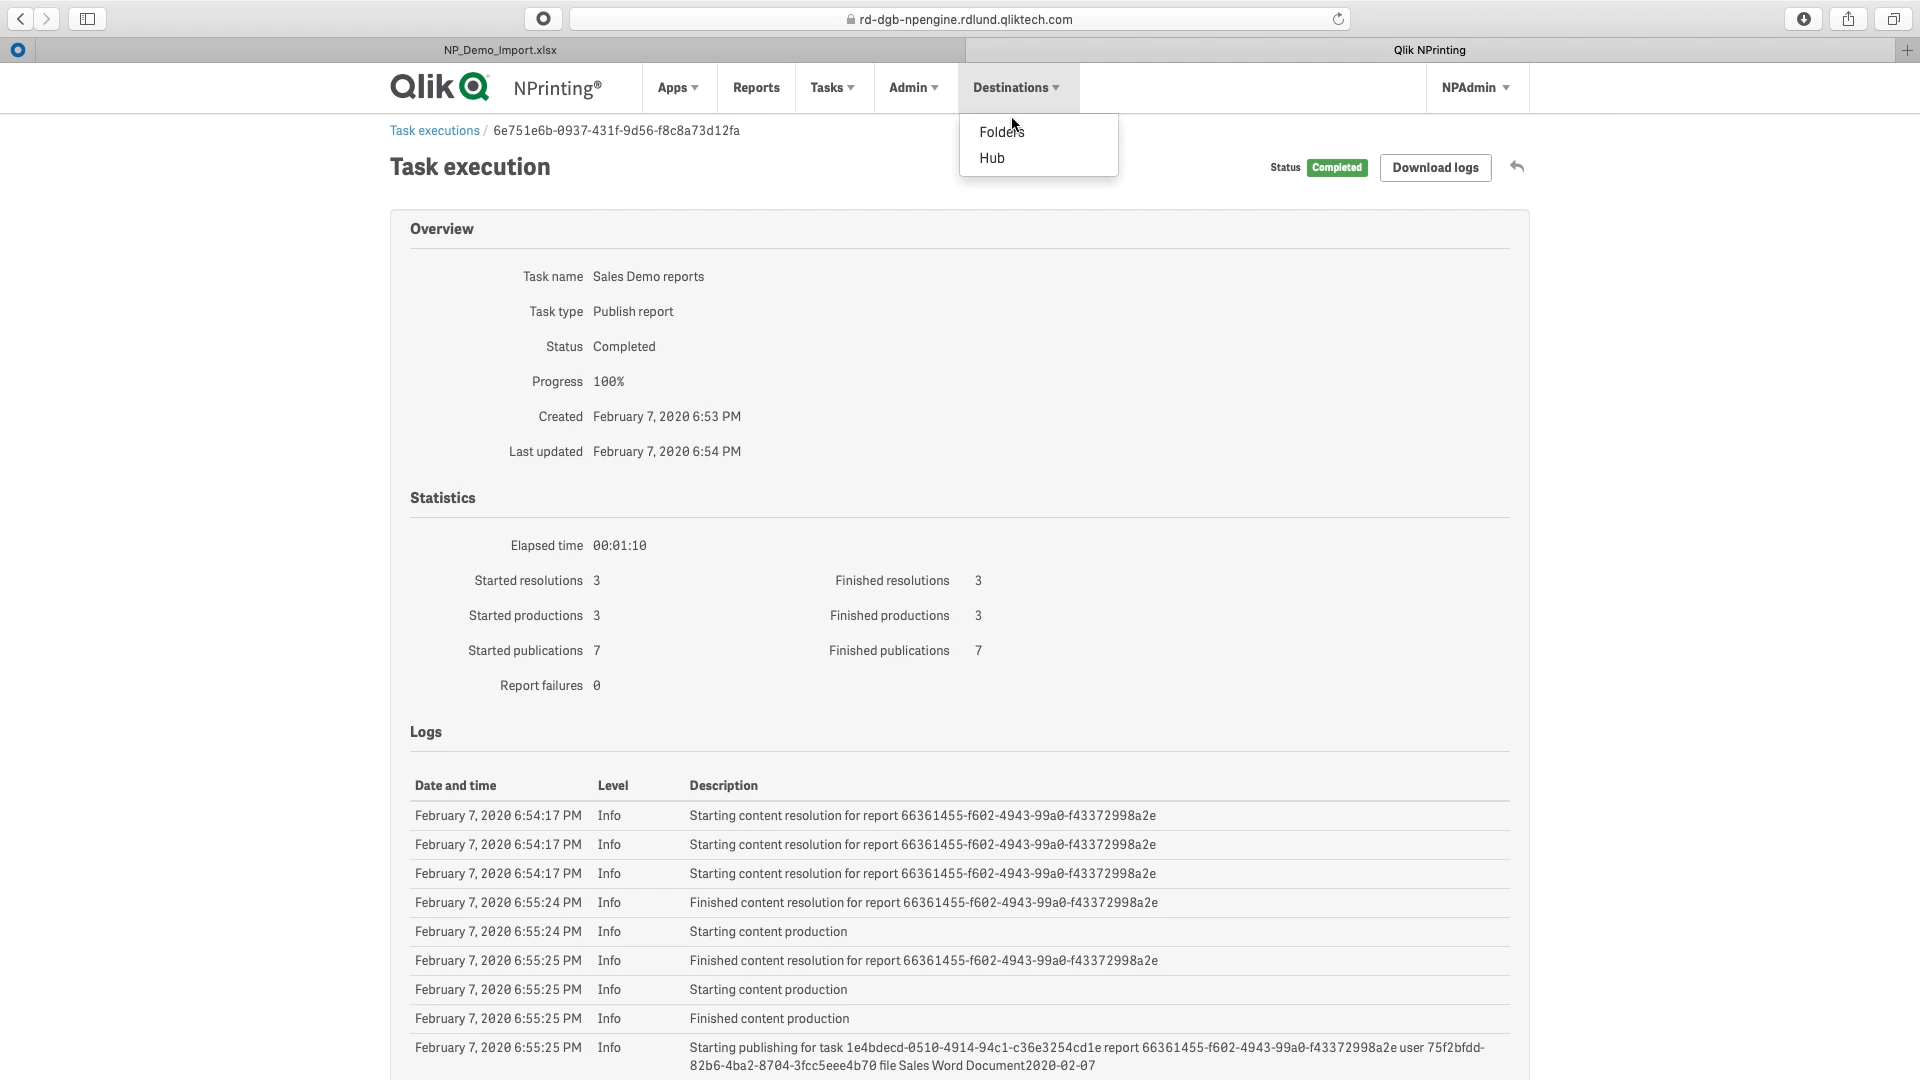 rd-dgb-npengine.rdlund.qliktech.com
NP_Demo_Import.xlsx
Qlik NPrinting
Qlik NPrinting®
Apps
Reports
Tasks
Admin
Destinations
NPAdmin
Folders
Hub
Task executions / 6e751e6b-0937-431f-9d56-f8c8a73d12fa
Task execution
Status Completed
Download logs
Overview
Task name Sales Demo reports
Task type Publish report
Status Completed
Progress 100%
Created February 7, 2020 6:53 PM
Last updated February 7, 2020 6:54 PM
Statistics
Elapsed time 00:01:10
Started resolutions 3 Finished resolutions 3
Started productions 3 Finished productions 3
Started publications 7 Finished publications 7
Report failures 0
Logs
Date and time Level Description
February 7, 2020 6:54:17 PM Info Starting content resolution for report 66361455-f602-4943-99a0-f43372998a2e
February 7, 2020 6:54:17 PM Info Starting content resolution for report 66361455-f602-4943-99a0-f43372998a2e
February 7, 2020 6:54:17 PM Info Starting content resolution for report 66361455-f602-4943-99a0-f43372998a2e
February 7, 2020 6:55:24 PM Info Finished content resolution for report 66361455-f602-4943-99a0-f43372998a2e
February 7, 2020 6:55:24 PM Info Starting content production
February 7, 2020 6:55:25 PM Info Finished content resolution for report 66361455-f602-4943-99a0-f43372998a2e
February 7, 2020 6:55:25 PM Info Starting content production
February 7, 2020 6:55:25 PM Info Finished content production
February 7, 2020 6:55:25 PM Info Starting publishing for task 1e4bdecd-0510-4914-94c1-c36e3254cd1e report 66361455-f602-4943-99a0-f43372998a2e user 75f2bfdd-
82b6-4ba2-8704-3fcc5eee4b70 file Sales Word Document2020-02-07